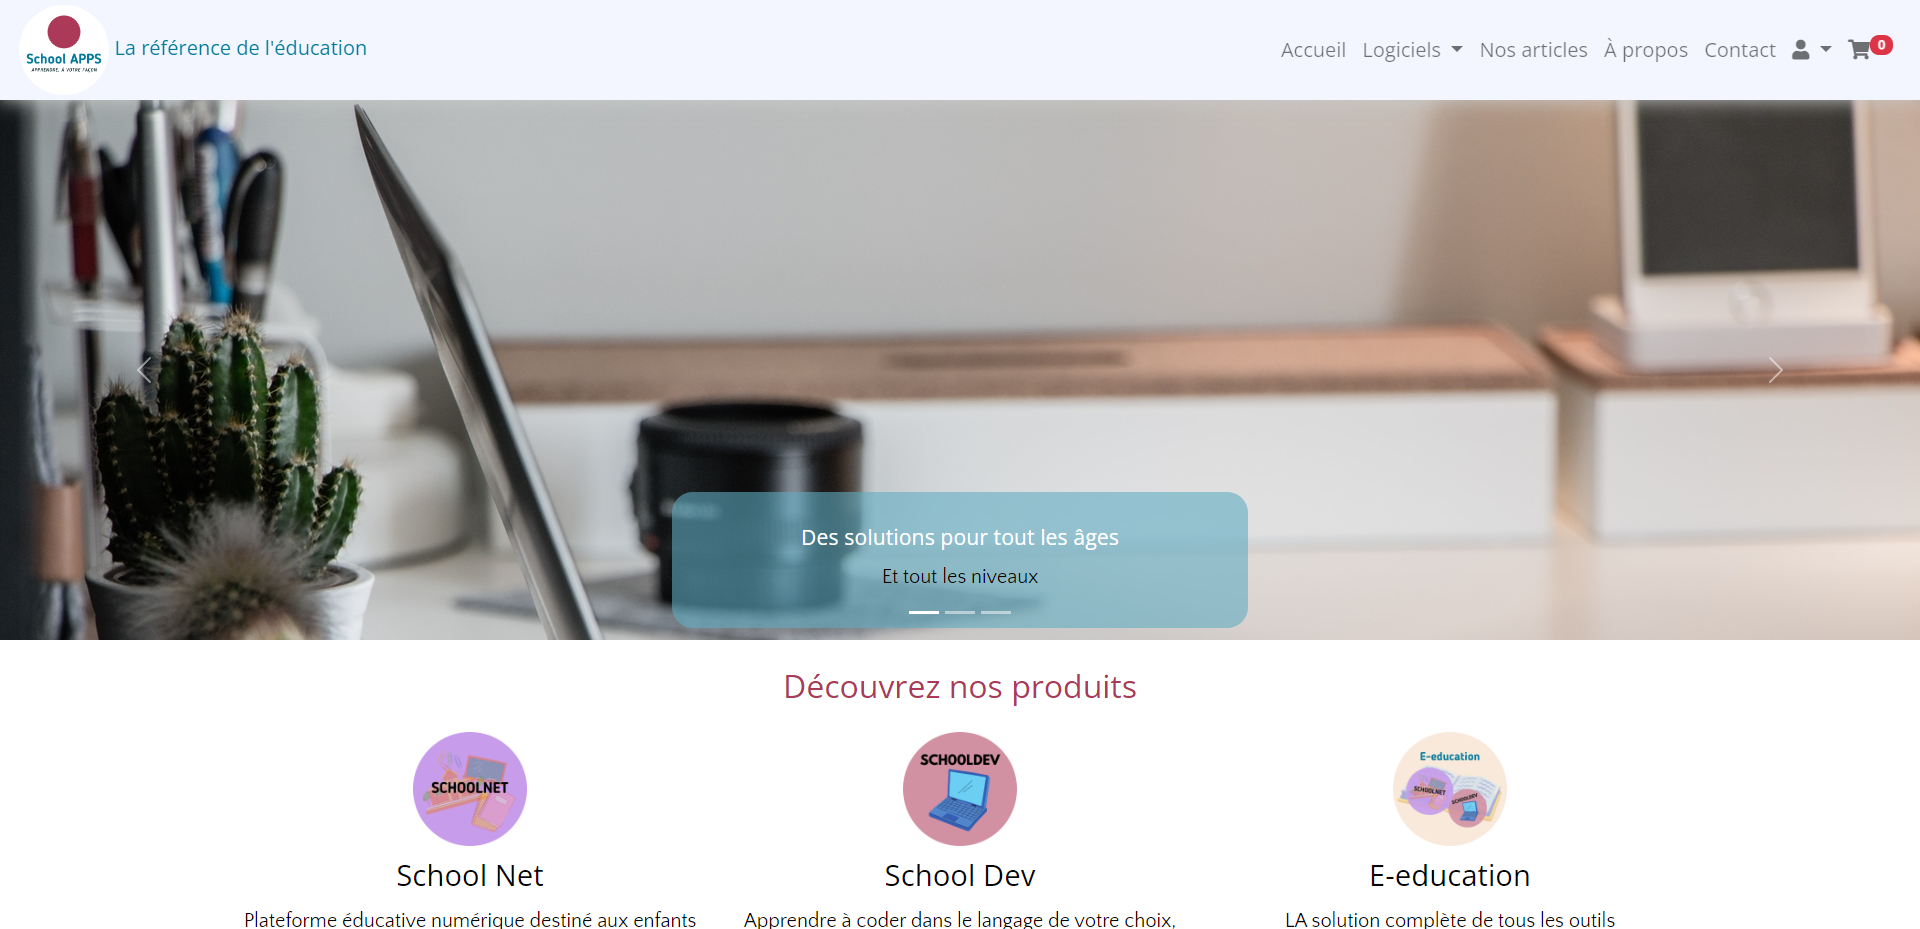 School APPS
APPRENDRE, À VOTRE FAÇON
La référence de l'éducation
Accueil Logiciels Nos articles À propos Contact 0
Des solutions pour tout les âges
Et tout les niveaux
Découvrez nos produits
SCHOOLNET
SCHOOLDEV
E-education
SCHOOLNET
SCHOOLDEV
School Net
School Dev
E-education
Plateforme éducative numérique destiné aux enfants
Apprendre à coder dans le langage de votre choix,
LA solution complète de tous les outils